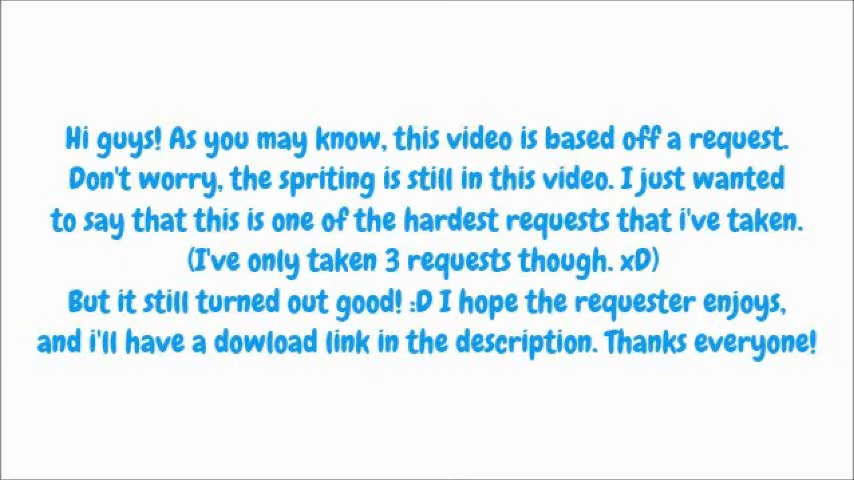 Hi guys! As you may know, this video is based off a request.
Don't worry, the spriting is still in this video. I just wanted
to say that this is one of the hardest requests that i've taken.
(I've only taken 3 requests though. xD)
But it still turned out good! :D I hope the requester enjoys,
and i'll have a dowload link in the description. Thanks everyone!